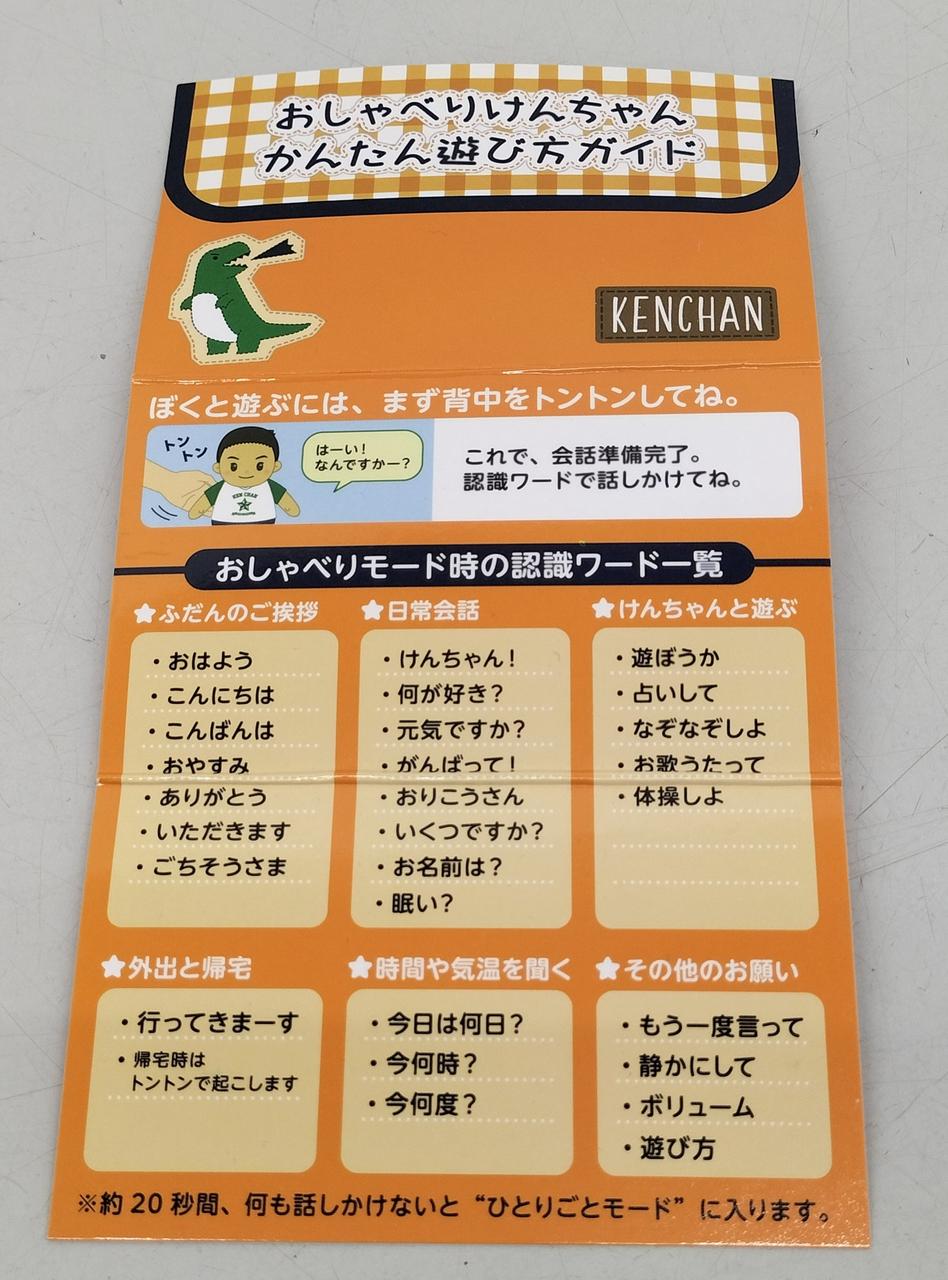 おしゃべりけんちゃん
かんたん遊び方ガイド
KENCHAN
ぼくと遊ぶには、まず背中をトントンしてね。
トン
トン
はーい！
なんですかー？
KEN CHAN
これで、会話準備完了。
認識ワードで話しかけてね。
おしゃべりモード時の認識ワード一覧
★ふだんのご挨拶
・おはよう
・こんにちは
・こんばんは
・おやすみ
・ありがとう
・いただきます
・ごちそうさま
★日常会話
・けんちゃん！
・何が好き？
・元気ですか？
・がんばって！
・おりこうさん
・いくつですか？
・お名前は？
・眠い？
★けんちゃんと遊ぶ
・遊ぼうか
・占いして
・なぞなぞしよ
・お歌うたって
・体操しよ
★外出と帰宅
・行ってきまーす
・帰宅時は
トントンで起こします
★時間や気温を聞く
・今日は何日？
・今何時？
・今何度？
★その他のお願い
・もう一度言って
・静かにして
・ボリューム
・遊び方
※約 20 秒間、何も話しかけないと “ひとりごとモード” に入ります。